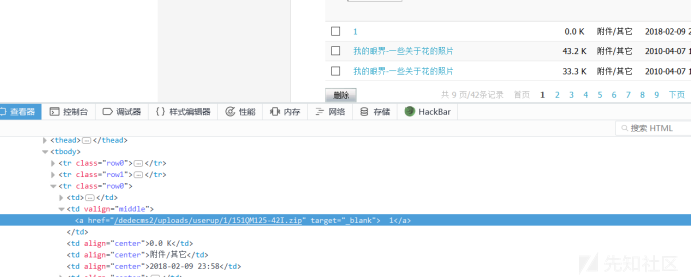 1 0.0 K 附件/其它 2018-02-09 2
我的眼界-一些关于花的照片 43.2 K 附件/其它 2010-04-07 1
我的眼界-一些关于花的照片 33.3 K 附件/其它 2010-04-07 1
删除 共 9 页/42条记录 首页 1 2 3 4 5 6 7 8 9 下页
查看器 控制台 调试器 {} 样式编辑器 性能 内存 网络 存储 HackBar
搜索 HTML
<thead>…</thead>
<tbody>
<tr class="row0">…</tr>
<tr class="row1">…</tr>
<tr class="row0">
<td>…</td>
<td valign="middle">
<a href="/dedecms2/uploads/userup/1/151QM125-42I.zip" target="_blank"> 1</a>
</td>
<td align="center">0.0 K</td>
<td align="center">附件/其它</td>
<td align="center">2018-02-09 23:58</td>
先知社区